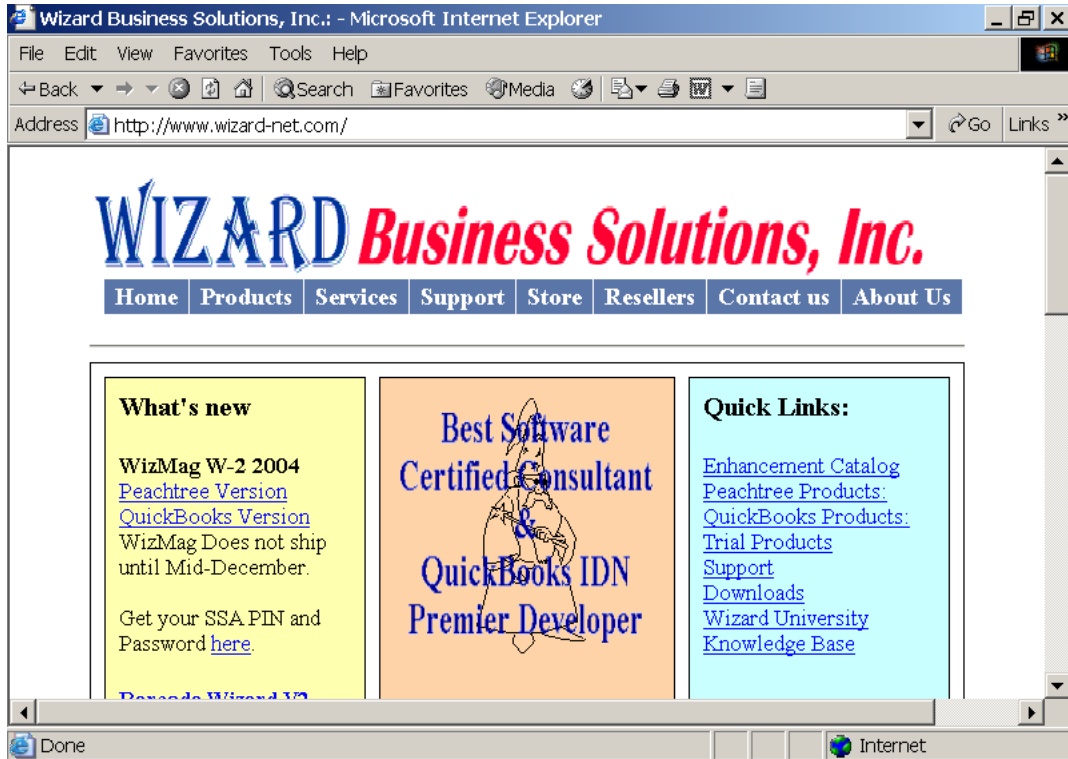 Wizard Business Solutions, Inc.: - Microsoft Internet Explorer
File Edit View Favorites Tools Help
Back Search Favorites Media
Address http://www.wizard-net.com/ Go Links »
WIZARD Business Solutions, Inc.
Home Products Services Support Store Resellers Contact us About Us
What's new
WizMag W-2 2004
Peachtree Version
QuickBooks Version
WizMag Does not ship
until Mid-December.
Get your SSA PIN and
Password here.
Barcode Wizard V2
Best Software
Certified Consultant
&
QuickBooks IDN
Premier Developer
Quick Links:
Enhancement Catalog
Peachtree Products:
QuickBooks Products:
Trial Products
Support
Downloads
Wizard University
Knowledge Base
Done Internet